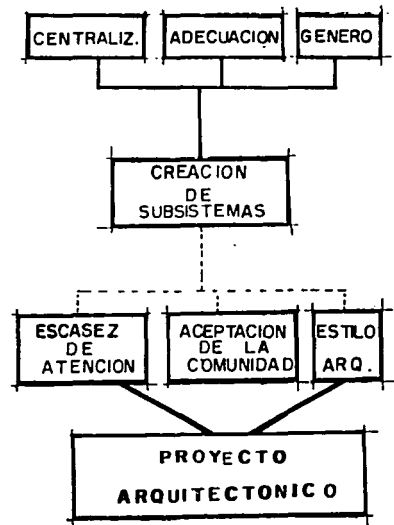 CENTRALIZ. ADECUACION GENERO
CREACION
DE
SUBSISTEMAS
ESCASEZ
DE
ATENCION
ACEPTACION
DE LA
COMUNIDAD
ESTILO
ARQ.
PROYECTO
ARQUITECTONICO